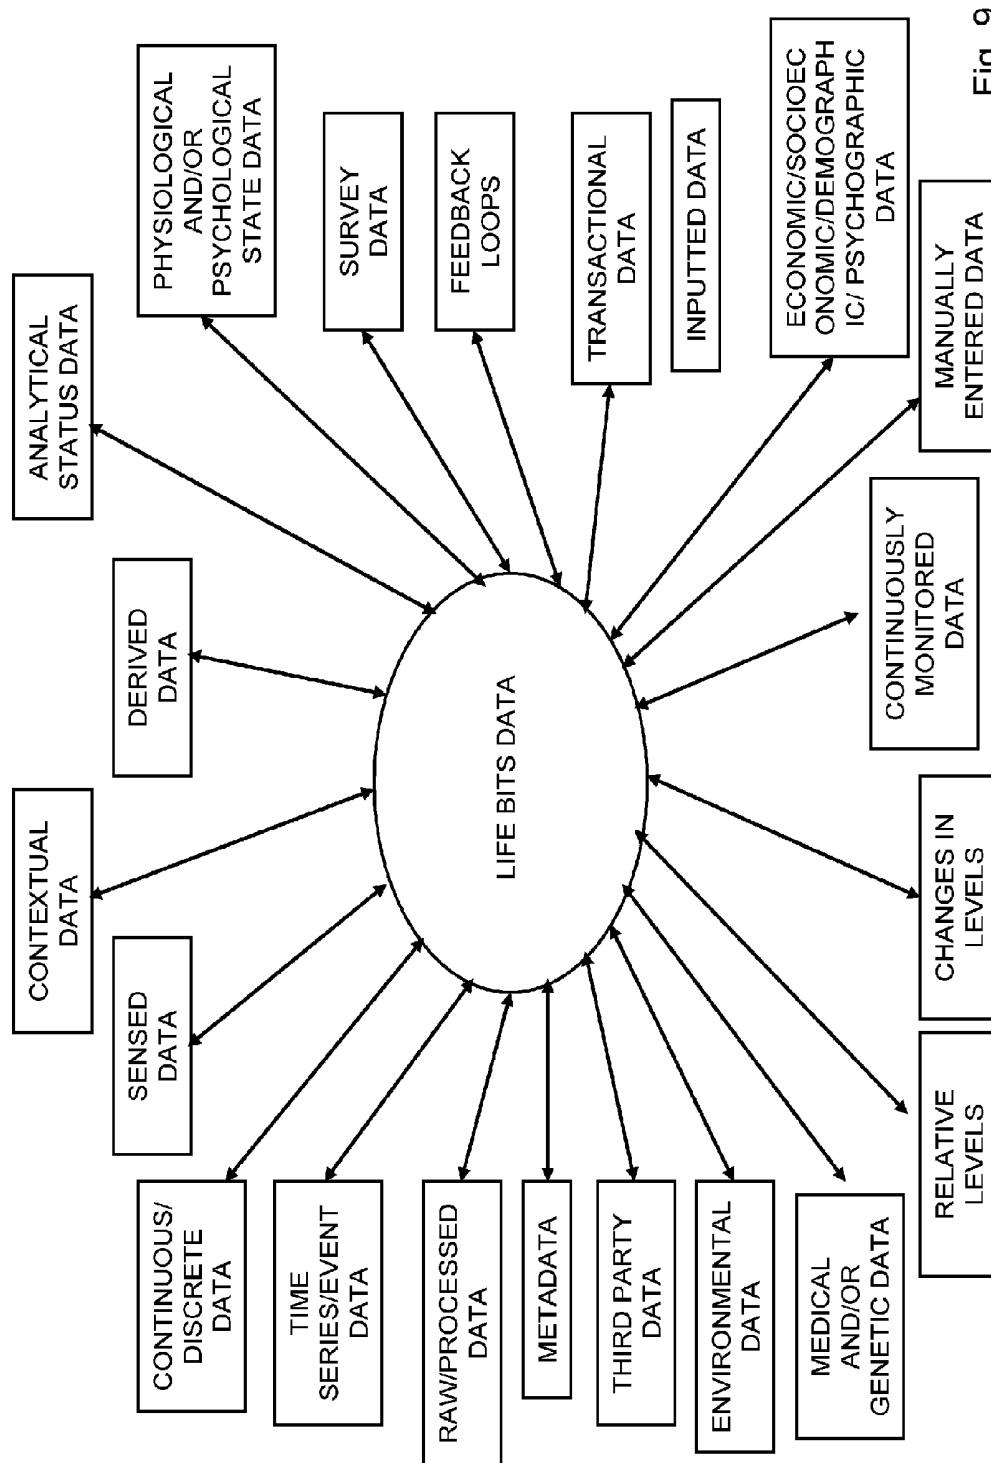 CONTEXTUAL
DATA
ANALYTICAL
STATUS DATA
SENSED
DATA
DERIVED
DATA
CONTINUOUS/
DISCRETE
DATA
PHYSIOLOGICAL
AND/OR
PSYCHOLOGICAL
STATE DATA
TIME
SERIES/EVENT
DATA
SURVEY
DATA
RAW/PROCESSED
DATA
FEEDBACK
LOOPS
LIFE BITS DATA
METADATA
TRANSACTIONAL
DATA
THIRD PARTY
DATA
INPUTTED DATA
ENVIRONMENTAL
DATA
ECONOMIC/SOCIOEC
ONOMIC/DEMOGRAPH
IC/ PSYCHOGRAPHIC
DATA
MEDICAL
AND/OR
GENETIC DATA
CONTINUOUSLY
MONITORED
DATA
RELATIVE
LEVELS
CHANGES IN
LEVELS
MANUALLY
ENTERED DATA
Fig. 9